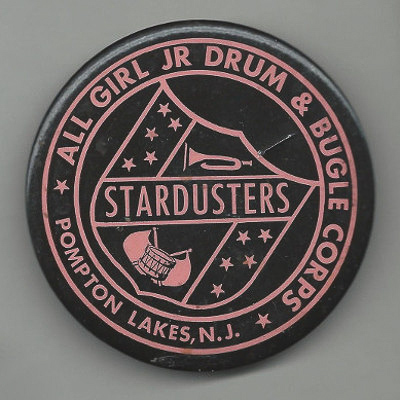 ALL GIRL JR DRUM & BUGLE CORPS
STARDUSTERS
POMPTON LAKES, N.J.